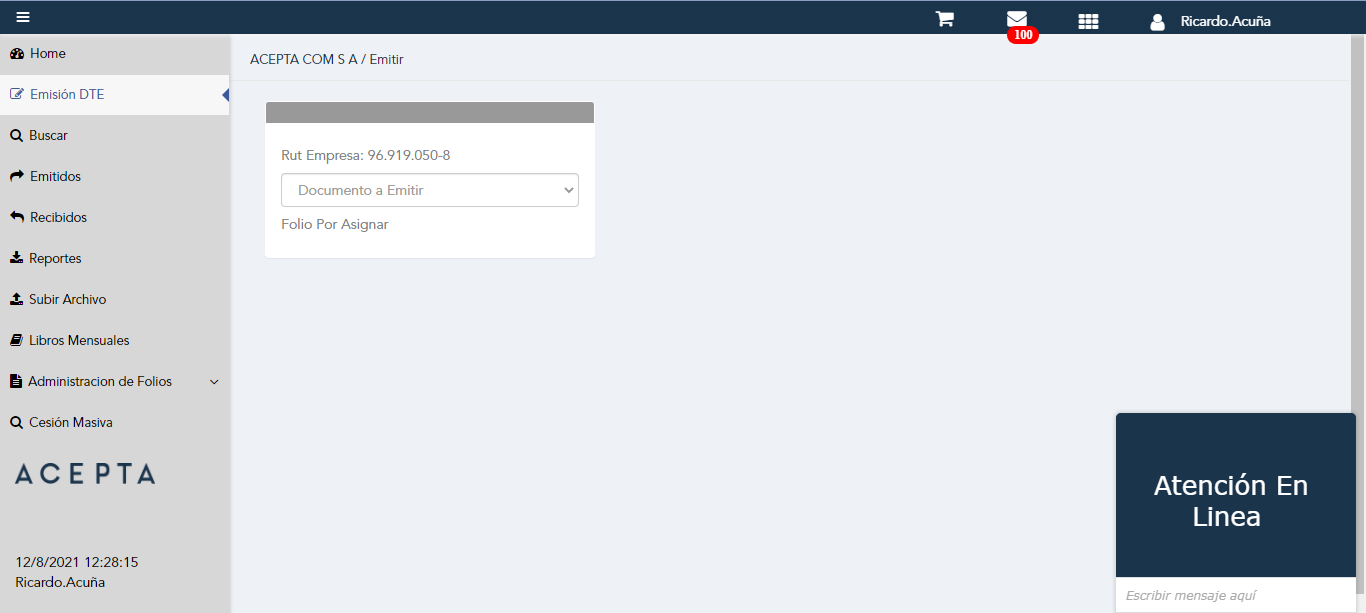 100
Ricardo.Acuña
Home
ACEPTA COM S A / Emitir
Emisión DTE
Buscar
Emitidos
Recibidos
Reportes
Subir Archivo
Libros Mensuales
Administracion de Folios
Cesión Masiva
ACEPTA
12/8/2021 12:28:15
Ricardo.Acuña
Rut Empresa: 96.919.050-8
Documento a Emitir
Folio Por Asignar
Atención En
Linea
Escribir mensaje aquí